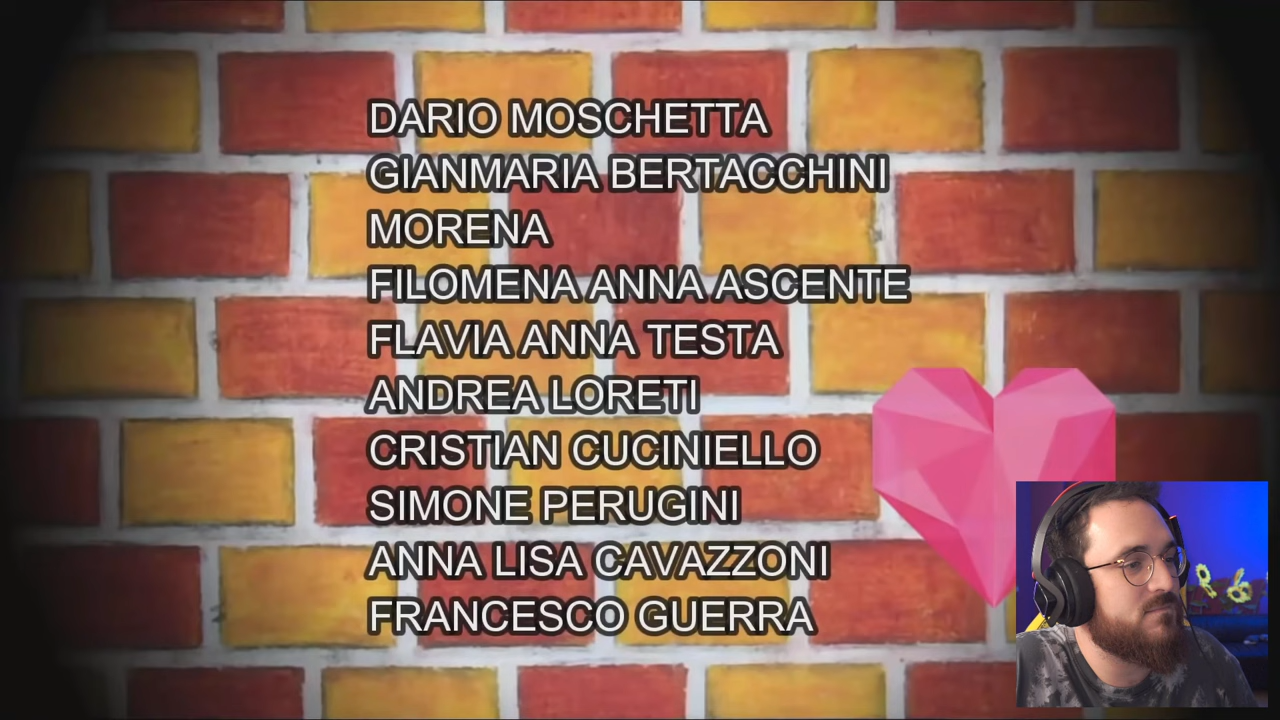 DARIO MOSCHETTA
GIANMARIA BERTACCHINI
MORENA
FILOMENA ANNA ASCENTE
FLAVIA ANNA TESTA
ANDREA LORETI
CRISTIAN CUCINIELLO
SIMONE PERUGINI
ANNA LISA CAVAZZONI
FRANCESCO GUERRA